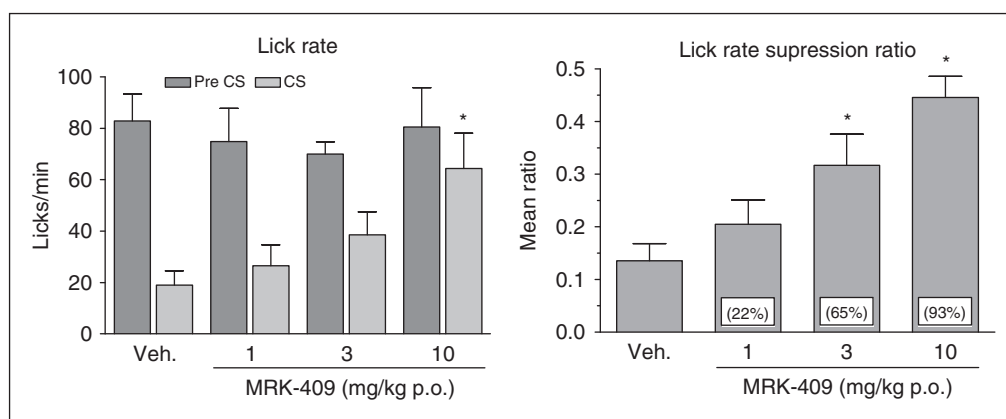 Lick rate
Pre CS
CS
100
80
60
40
20
0
Licks/min
*
Veh.
1
3
10
MRK-409 (mg/kg p.o.)
Lick rate supression ratio
0.5
0.4
0.3
0.2
0.1
0.0
Mean ratio
*
*
(22%)
(65%)
(93%)
Veh.
1
3
10
MRK-409 (mg/kg p.o.)